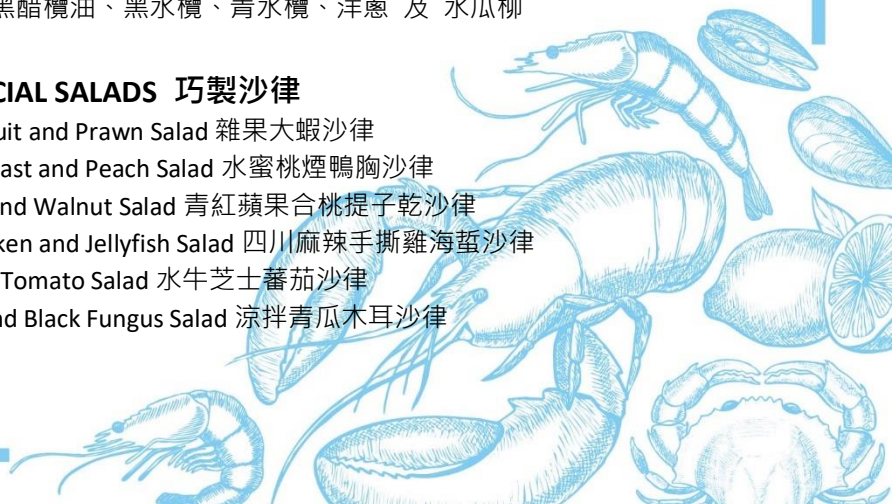 黑醋欖油、黑水欖、青水欖、洋蔥 及 水瓜柳
CIAL SALADS 巧製沙律
uit and Prawn Salad 雜果大蝦沙律
ast and Peach Salad 水蜜桃煙鴨胸沙律
nd Walnut Salad 青紅蘋果合桃提子乾沙律
ken and Jellyfish Salad 四川麻辣手撕雞海蜇沙律
Tomato Salad 水牛芝士蕃茄沙律
nd Black Fungus Salad 涼拌青瓜木耳沙律